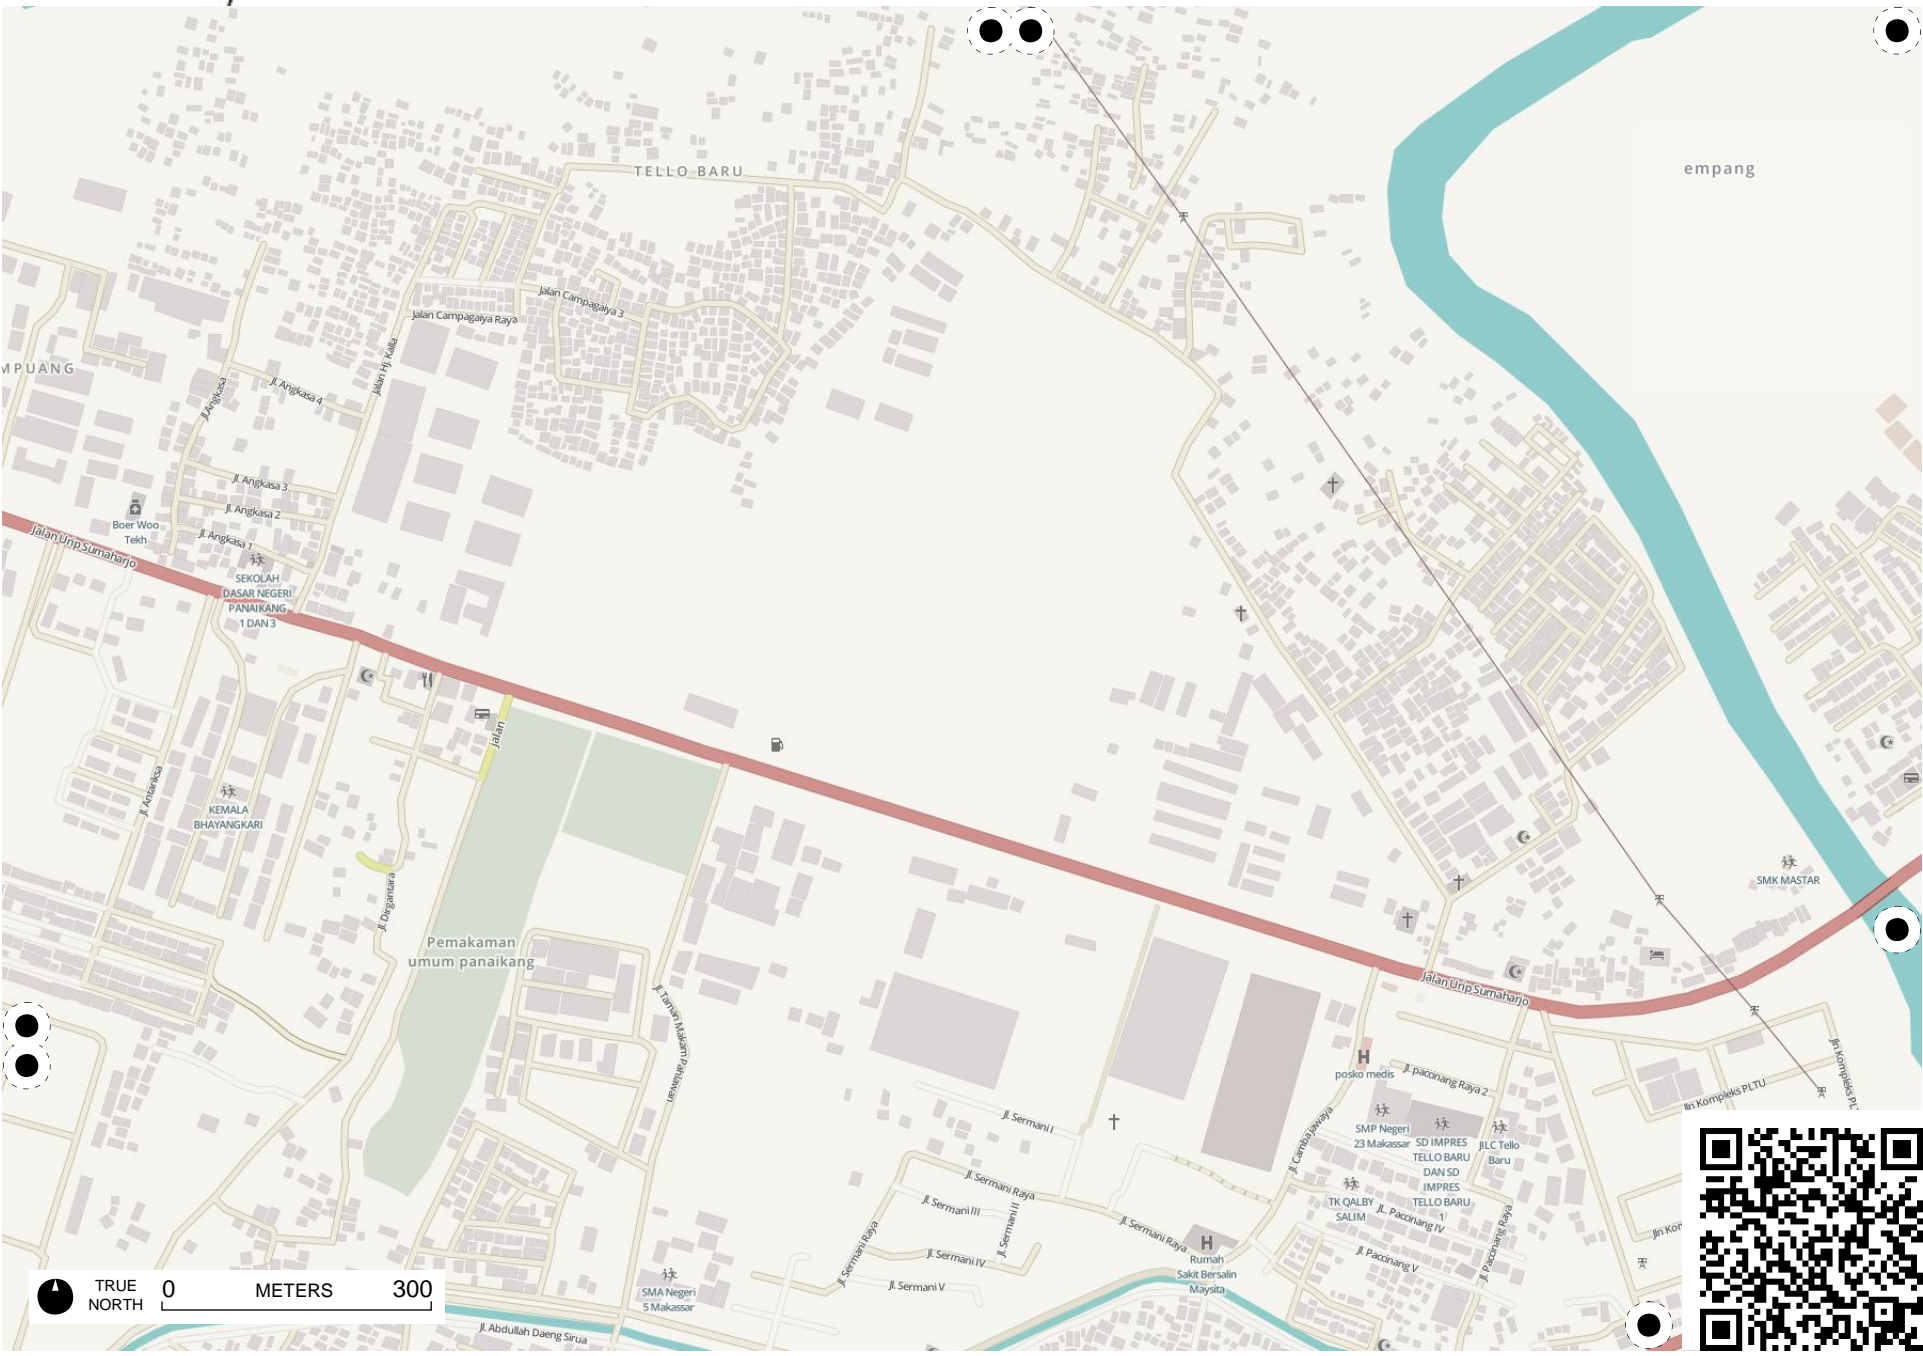 TELLO BARU
empang
Jalan Campagaiya 3
Jalan Campagaiya Raya
Jalan Hj. Kalla
MPUANG
Jl.Angkasa
Jl. Angkasa 4
Jl. Angkasa 3
Jl. Angkasa 2
Jl. Angkasa 1
Boer Woo
Tekh
Jalan Urip Sumaharjo
SEKOLAH
DASAR NEGERI
PANAIKANG
1 DAN 3
Jalan
Jl. Antariksa
KEMALA
BHAYANGKARI
Jl. Dirgantara
SMK MASTAR
Pemakaman
umum panaikang
Jalan Urip Sumaharjo
Jl. Taman Makam Pahlawan
posko medis
Jl. pacconang Raya 2
Jln Kompleks PLTU
Jln Kompleks PL
Jl. Sermani I
SMP Negeri
23 Makassar
SD IMPRES
TELLO BARU
DAN SD
IMPRES
TELLO BARU
1
JILC Tello
Baru
Jl. Camba Jawaya
Jl. Sermani Raya
TK QALBY
SALIM
Jl. Sermani III
Jl. Sermani II
JL. Paccinang IV
Jl. Paccinang Raya
Jln Kor
Jl. Sermani Raya
Jl. Sermani Raya
Jl. Sermani IV
Jl. Paccinang V
Rumah
Sakit Bersalin
Maysita
Jl. Sermani V
SMA Negeri
5 Makassar
TRUE
NORTH
0 METERS 300
Jl. Abdullah Daeng Sirua